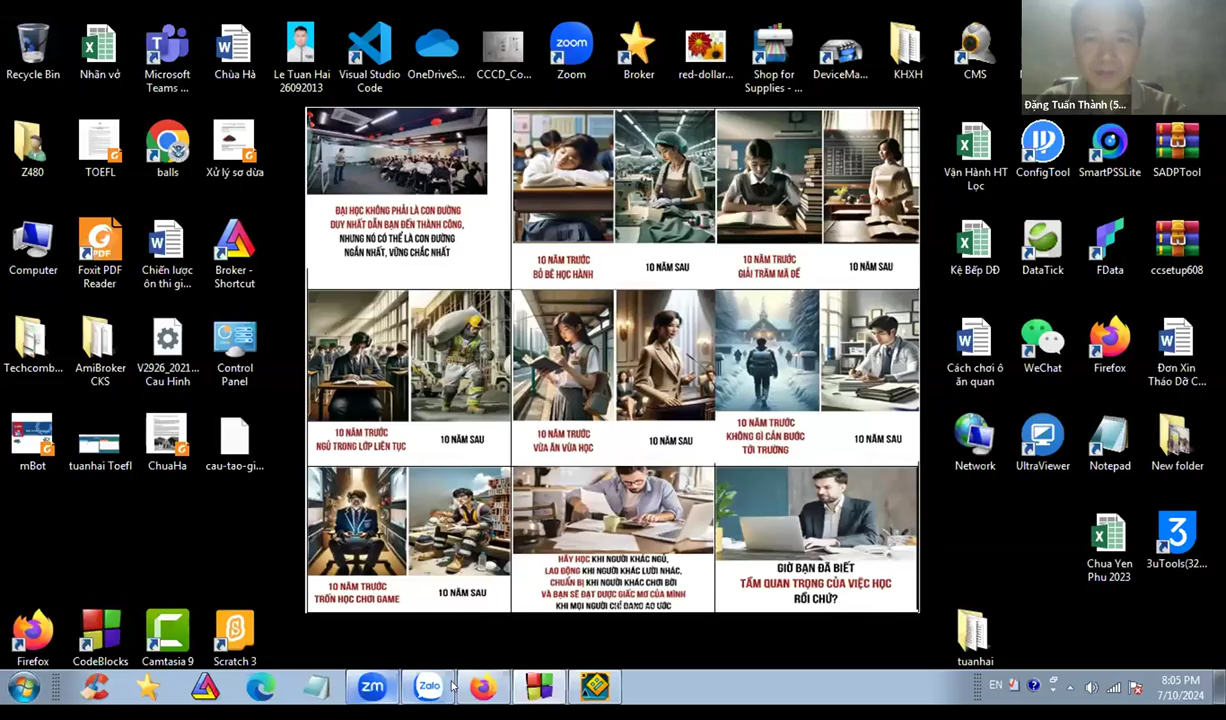 Recycle Bin
Nhân vở
Microsoft Teams ...
Chùa Hà
Le Tuan Hai 26092013
Visual Studio Code
OneDriveS...
CCCD_Co...
zoom
Zoom
Broker
red-dollar...
Shop for Supplies - ...
DeviceMa...
KHXH
CMS
Đặng Tuấn Thành (5...
Z480
TOEFL
balls
Xử lý sơ dừa
Vận Hành HT Lọc
ConfigTool
SmartPSSLite
SADPTool
Computer
Foxit PDF Reader
Chiến lược ôn thi gi...
Broker - Shortcut
Kệ Bếp DĐ
DataTick
FData
ccsetup608
Techcomb...
AmiBroker CKS
V2926_2021... Cau Hinh
Control Panel
Cách chơi ô ăn quan
WeChat
Firefox
Đơn Xin Tháo Dỡ C...
mBot
tuanhai Toefl
ChuaHa
cau-tao-gi...
Network
UltraViewer
Notepad
New folder
Chua Yen Phu 2023
3uTools(32...
Firefox
CodeBlocks
Camtasia 9
Scratch 3
tuanhai
ĐẠI HỌC KHÔNG PHẢI LÀ CON ĐƯỜNG
DUY NHẤT DẪN BẠN ĐẾN THÀNH CÔNG,
NHƯNG NÓ CÓ THỂ LÀ CON ĐƯỜNG
NGẮN NHẤT, VỮNG CHẮC NHẤT
10 NĂM TRƯỚC
BỎ BÊ HỌC HÀNH
10 NĂM SAU
10 NĂM TRƯỚC
GIẢI TRĂM MÃ ĐỀ
10 NĂM SAU
10 NĂM TRƯỚC
NGỦ TRONG LỚP LIÊN TỤC
10 NĂM SAU
10 NĂM TRƯỚC
VỪA ĂN VỪA HỌC
10 NĂM SAU
10 NĂM TRƯỚC
KHÔNG GÌ CẢN BƯỚC
TỚI TRƯỜNG
10 NĂM SAU
10 NĂM TRƯỚC
TRỐN HỌC CHƠI GAME
10 NĂM SAU
HÃY HỌC KHI NGƯỜI KHÁC NGỦ,
LAO ĐỘNG KHI NGƯỜI KHÁC LƯỜI NHÁC,
CHUẨN BỊ KHI NGƯỜI KHÁC CHƠI BỜI
VÀ BẠN SẼ ĐẠT ĐƯỢC GIẤC MƠ CỦA MÌNH
KHI MỌI NGƯỜI CHỈ ĐANG AO ƯỚC
GIỜ BẠN ĐÃ BIẾT
TẦM QUAN TRỌNG CỦA VIỆC HỌC
RỒI CHỨ?
zm
Zalo
EN
8:05 PM
7/10/2024